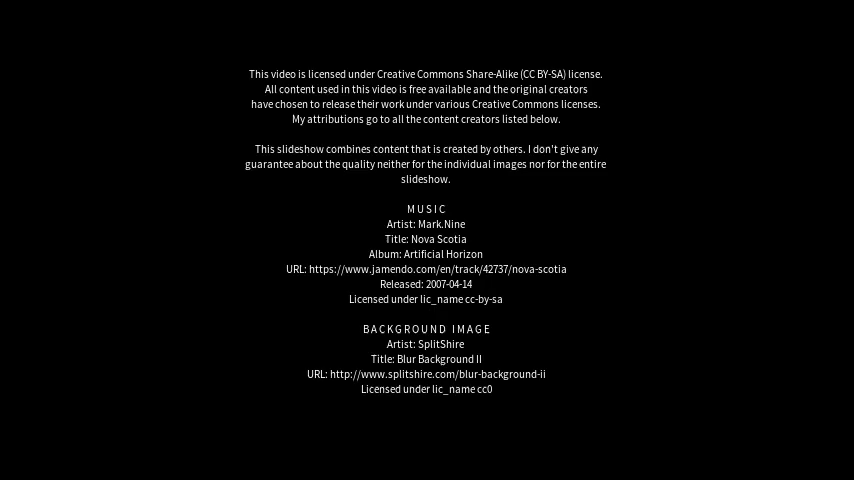 This video is licensed under Creative Commons Share-Alike (CC BY-SA) license.
All content used in this video is free available and the original creators
have chosen to release their work under various Creative Commons licenses.
My attributions go to all the content creators listed below.
This slideshow combines content that is created by others. I don't give any
guarantee about the quality neither for the individual images nor for the entire
slideshow.
MUSIC
Artist: Mark.Nine
Title: Nova Scotia
Album: Artificial Horizon
URL: https://www.jamendo.com/en/track/42737/nova-scotia
Released: 2007-04-14
Licensed under lic_name cc-by-sa
BACKGROUND IMAGE
Artist: SplitShire
Title: Blur Background II
URL: http://www.splitshire.com/blur-background-ii
Licensed under lic_name cc0